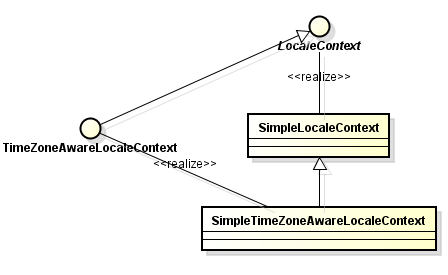 LocaleContext
<<realize>>
SimpleLocaleContext
TimeZoneAwareLocaleContext
<<realize>>
SimpleTimeZoneAwareLocaleContext